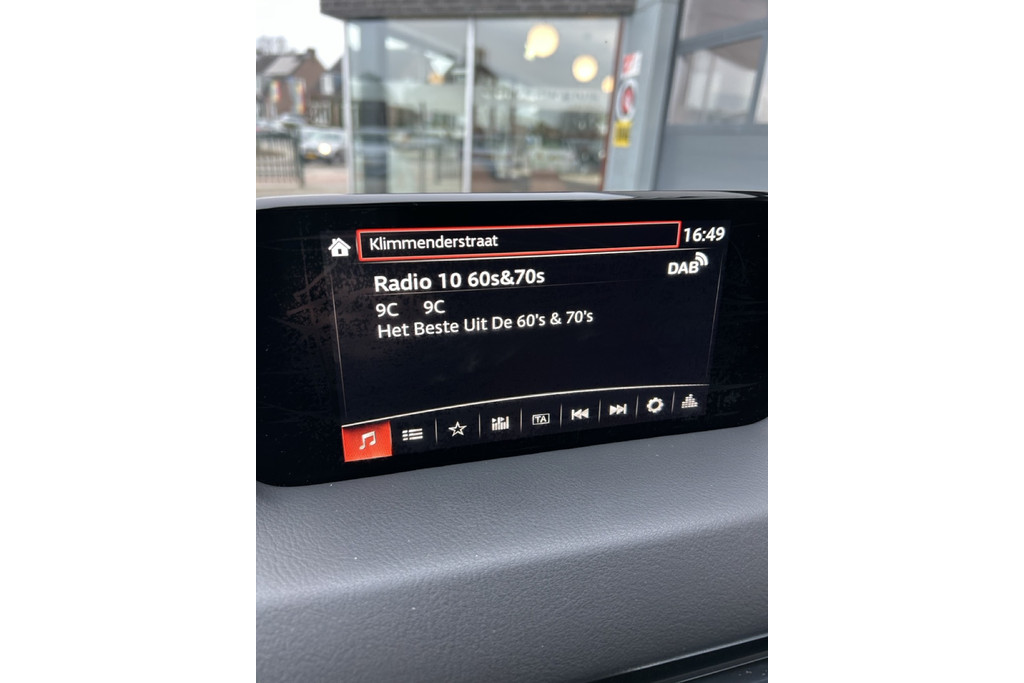 Klimmenderstraat
16:49
Radio 10 60s&70s
DAB
9C 9C
Het Beste Uit De 60's & 70's
TA